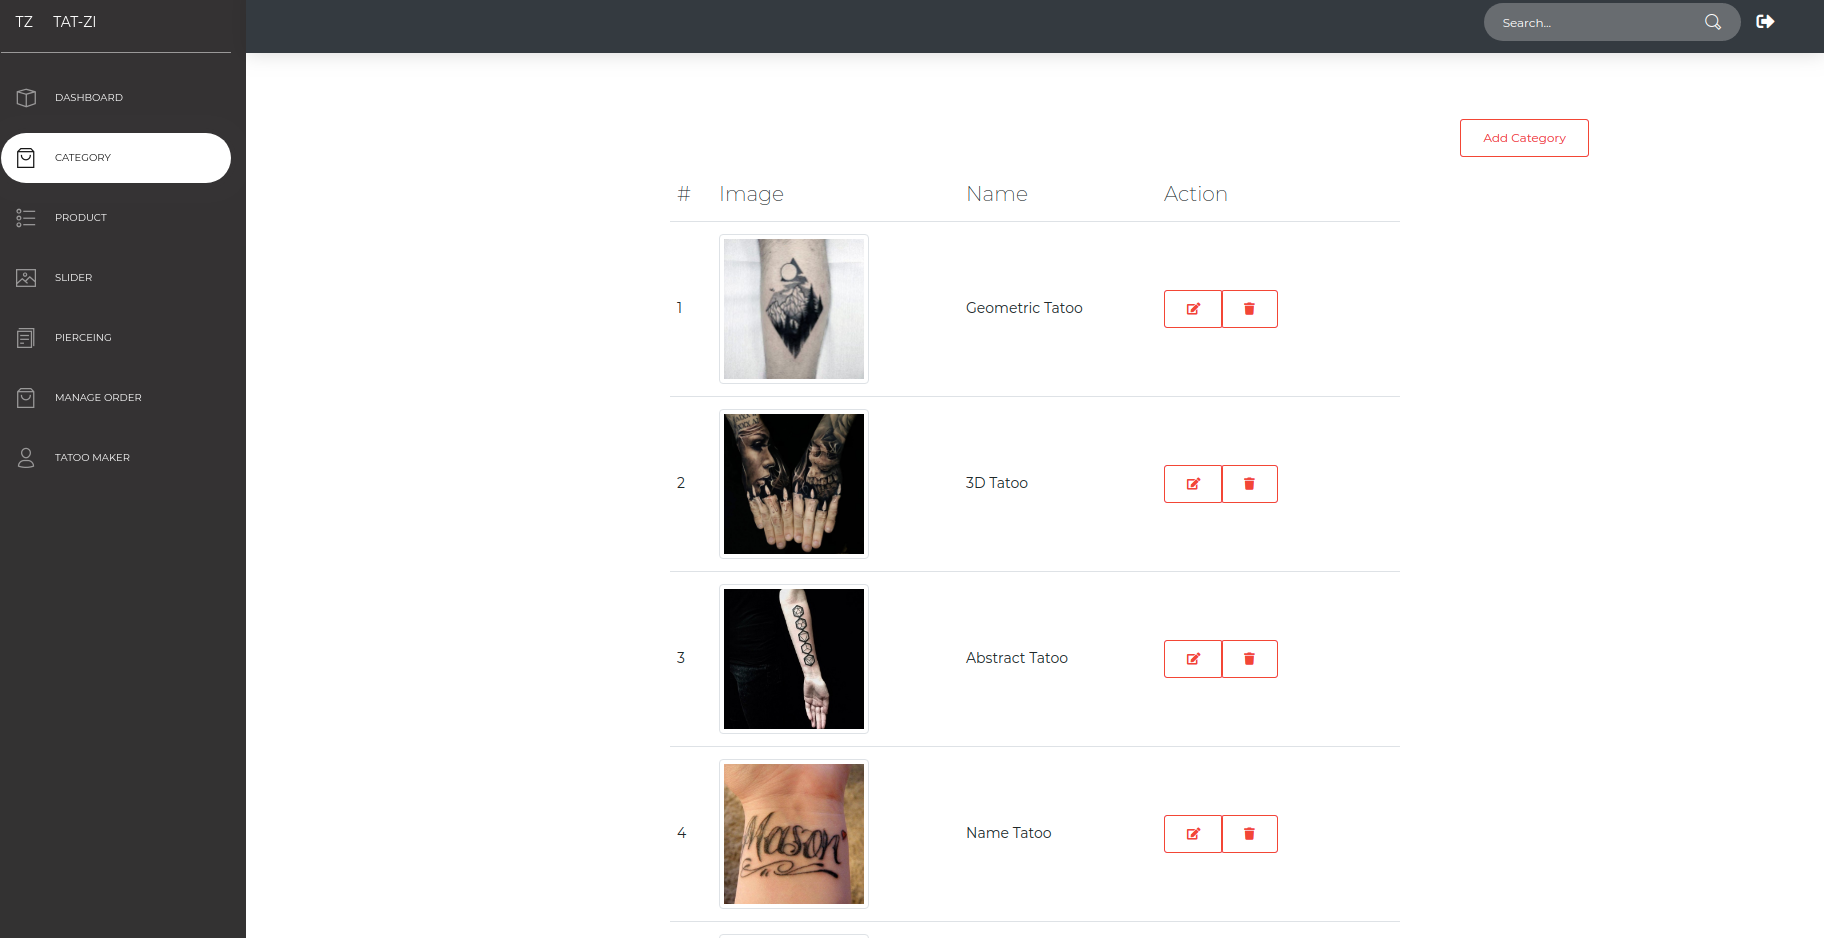 TZ TAT-ZI
Search...
DASHBOARD
CATEGORY
PRODUCT
SLIDER
PIERCEING
MANAGE ORDER
TATOO MAKER
Add Category
# Image Name Action
1 Geometric Tatoo
2 3D Tatoo
3 Abstract Tatoo
4 Name Tatoo
Mason